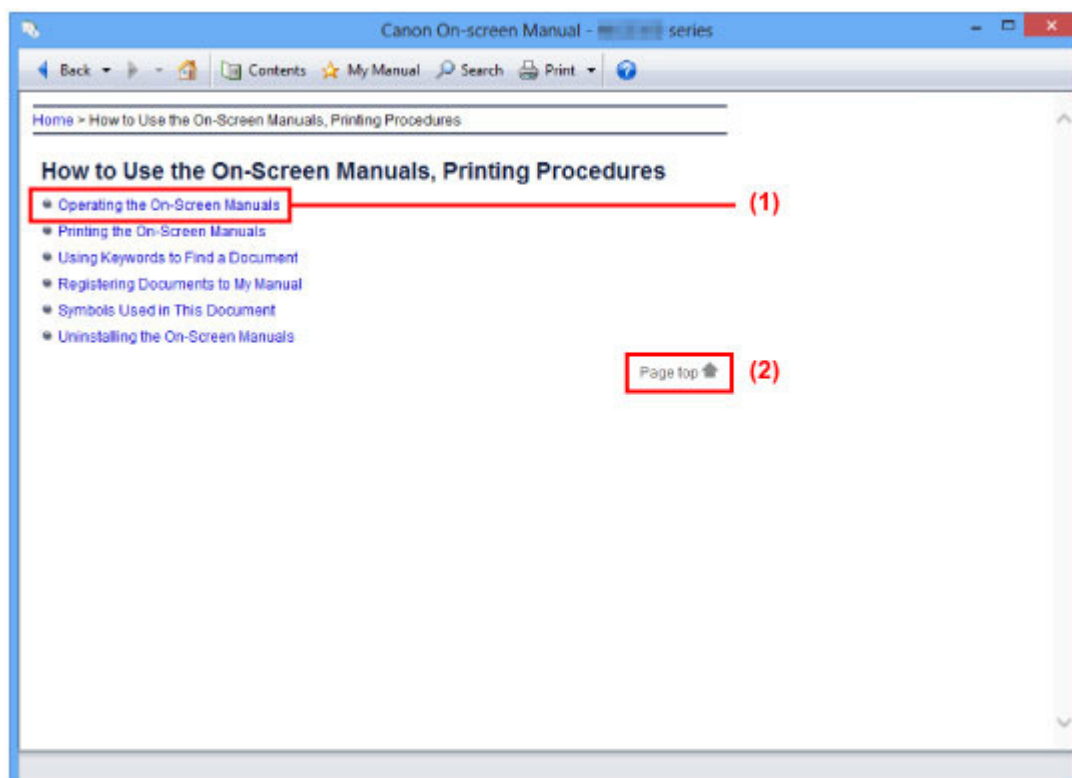 Canon On-screen Manual - series
Back Contents My Manual Search Print
Home > How to Use the On-Screen Manuals, Printing Procedures
How to Use the On-Screen Manuals, Printing Procedures
Operating the On-Screen Manuals (1)
Printing the On-Screen Manuals
Using Keywords to Find a Document
Registering Documents to My Manual
Symbols Used in This Document
Uninstalling the On-Screen Manuals
Page top (2)